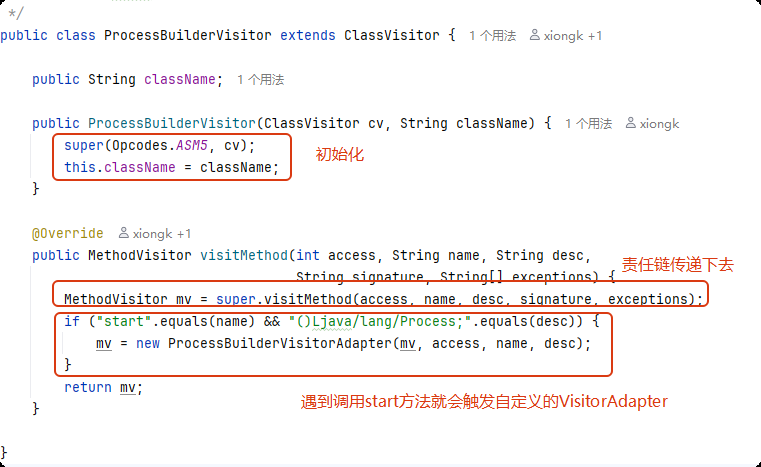 */
public class ProcessBuilderVisitor extends ClassVisitor { 1 个用法 xiongk +1
public String className; 1 个用法
public ProcessBuilderVisitor(ClassVisitor cv, String className) { 1 个用法 xiongk
super(Opcodes.ASM5, cv);
初始化
this.className = className;
}
@Override xiongk +1
public MethodVisitor visitMethod(int access, String name, String desc,
责任链传递下去
String signature, String[] exceptions) {
MethodVisitor mv = super.visitMethod(access, name, desc, signature, exceptions);
if ("start".equals(name) && "()Ljava/lang/Process;".equals(desc)) {
mv = new ProcessBuilderVisitorAdapter(mv, access, name, desc);
}
return mv;
遇到调用start方法就会触发自定义的VisitorAdapter
}
}